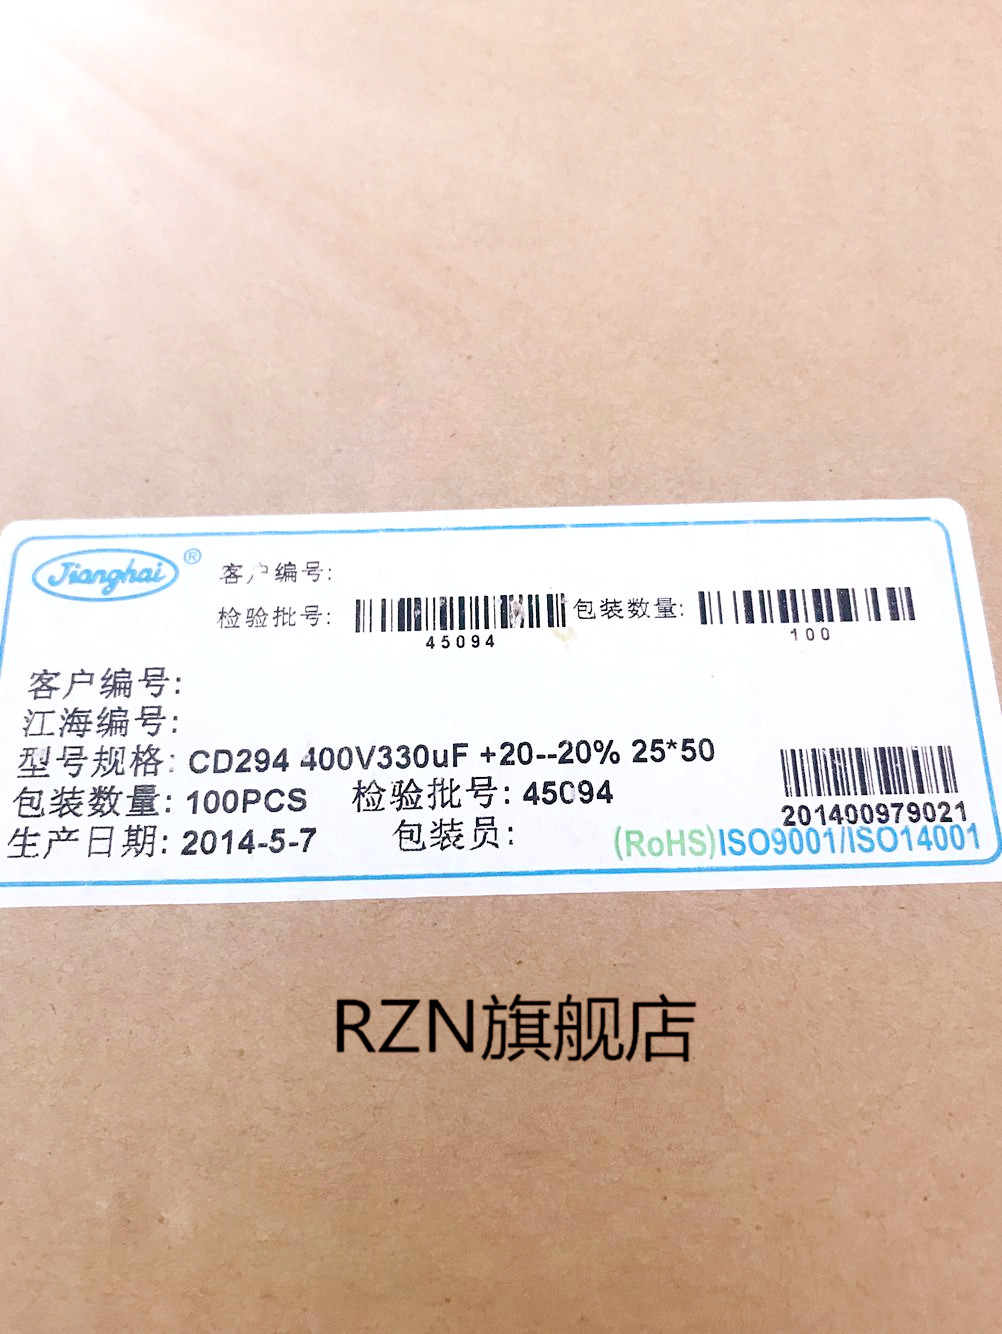 Jianghai ®
客户编号:
检验批号:
45094
包装数量:
100
客户编号:
江海编号:
型号规格: CD294 400V330uF +20--20% 25*50
包装数量: 100PCS 检验批号: 45094
201400979021
生产日期: 2014-5-7 包装员:
(RoHS)ISO9001/ISO14001
RZN旗舰店